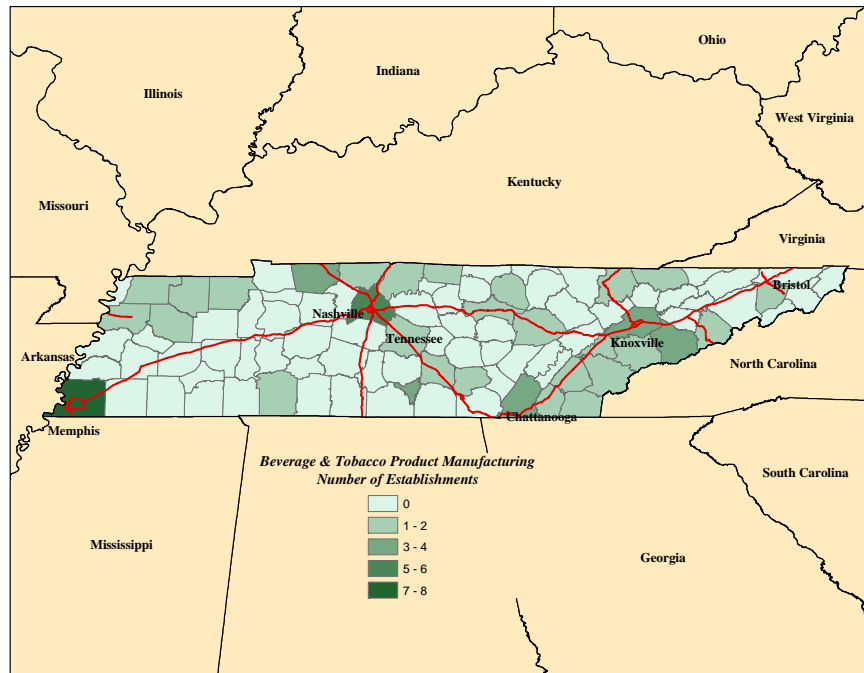 Ohio
Indiana
Illinois
West Virginia
Kentucky
Missouri
Virginia
Bristol
Nashville
Tennessee
Knoxville
Arkansas
North Carolina
Chattanooga
Memphis
Beverage & Tobacco Product Manufacturing
Number of Establishments
South Carolina
0
1 - 2
3 - 4
5 - 6
7 - 8
Mississippi
Georgia